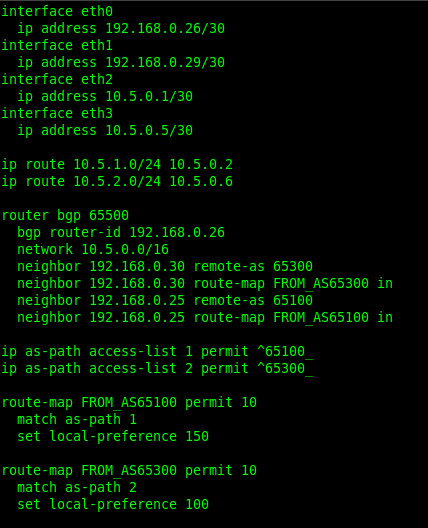 interface eth0
  ip address 192.168.0.26/30
interface eth1
  ip address 192.168.0.29/30
interface eth2
  ip address 10.5.0.1/30
interface eth3
  ip address 10.5.0.5/30

ip route 10.5.1.0/24 10.5.0.2
ip route 10.5.2.0/24 10.5.0.6

router bgp 65500
  bgp router-id 192.168.0.26
  network 10.5.0.0/16
  neighbor 192.168.0.30 remote-as 65300
  neighbor 192.168.0.30 route-map FROM_AS65300 in
  neighbor 192.168.0.25 remote-as 65100
  neighbor 192.168.0.25 route-map FROM_AS65100 in

ip as-path access-list 1 permit ^65100_
ip as-path access-list 2 permit ^65300_

route-map FROM_AS65100 permit 10
  match as-path 1
  set local-preference 150

route-map FROM_AS65300 permit 10
  match as-path 2
  set local-preference 100